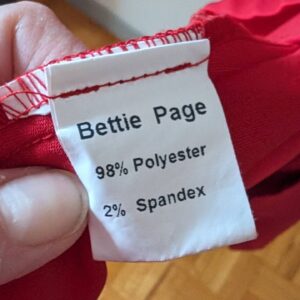 Bettie Page
98% Polyester
2% Spandex